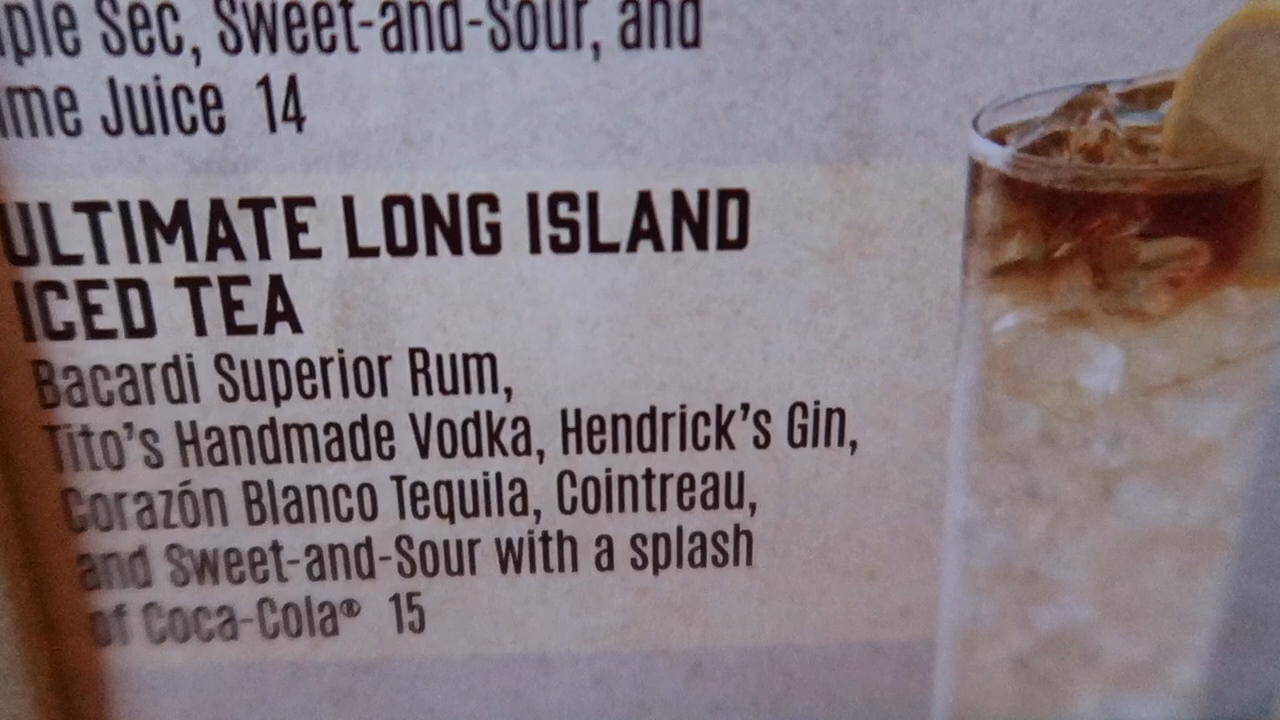 Sec, Sweet-and-Sour, and
Juice 14
ULTIMATE LONG ISLAND
ICED TEA
Bacardi Superior Rum,
Tito's Handmade Vodka, Hendrick's Gin,
Corazón Blanco Tequila, Cointreau,
and Sweet-and-Sour with a splash
of Coca-Cola® 15